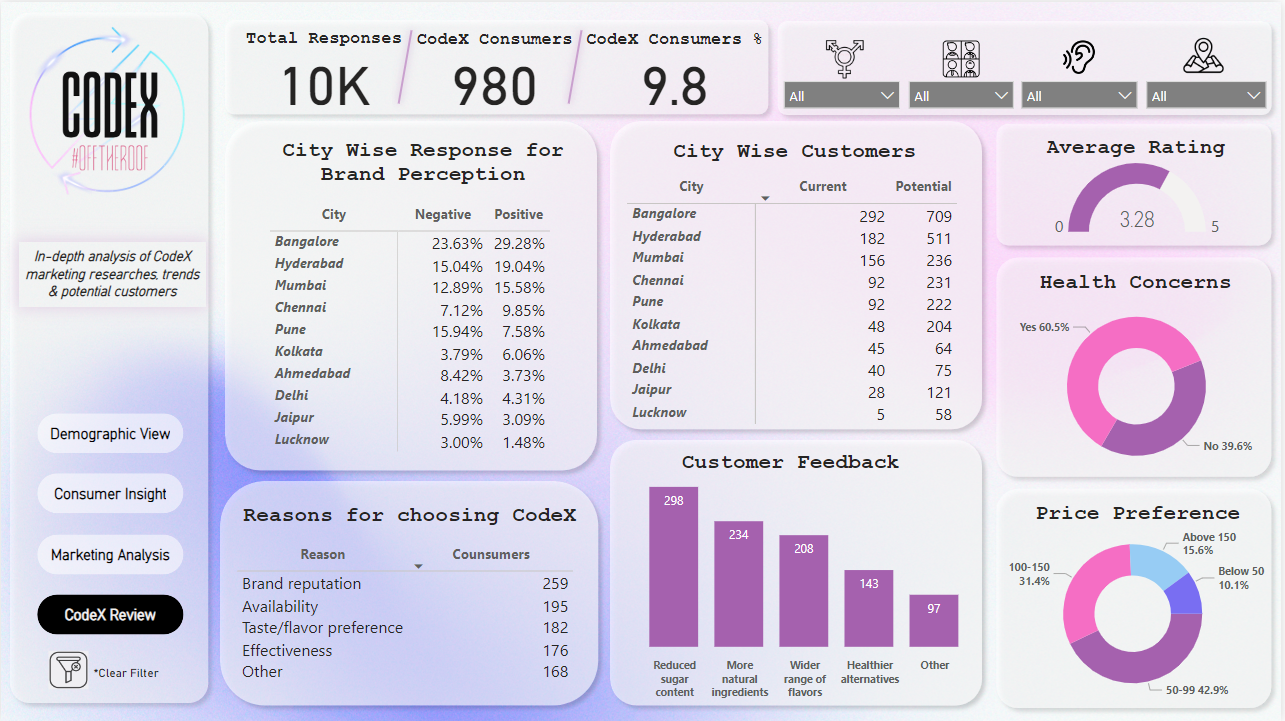 CODEX
#OFFTHEROOF
In-depth analysis of CodeX
marketing researches, trends
& potential customers
Demographic View
Consumer Insight
Marketing Analysis
CodeX Review
*Clear Filter
Total Responses
10K
CodeX Consumers
980
CodeX Consumers %
9.8
All
All
All
All
City Wise Response for
Brand Perception
City Negative Positive
Bangalore 23.63% 29.28%
Hyderabad 15.04% 19.04%
Mumbai 12.89% 15.58%
Chennai 7.12% 9.85%
Pune 15.94% 7.58%
Kolkata 3.79% 6.06%
Ahmedabad 8.42% 3.73%
Delhi 4.18% 4.31%
Jaipur 5.99% 3.09%
Lucknow 3.00% 1.48%
Reasons for choosing CodeX
Reason Counsumers
Brand reputation 259
Availability 195
Taste/flavor preference 182
Effectiveness 176
Other 168
City Wise Customers
City Current Potential
Bangalore 292 709
Hyderabad 182 511
Mumbai 156 236
Chennai 92 231
Pune 92 222
Kolkata 48 204
Ahmedabad 45 64
Delhi 40 75
Jaipur 28 121
Lucknow 5 58
Customer Feedback
298
234
208
143
97
Reduced
sugar
content
More
natural
ingredients
Wider
range of
flavors
Healthier
alternatives
Other
Average Rating
0 3.28 5
Health Concerns
Yes 60.5%
No 39.6%
Price Preference
Above 150
15.6%
Below 50
10.1%
100-150
31.4%
50-99 42.9%